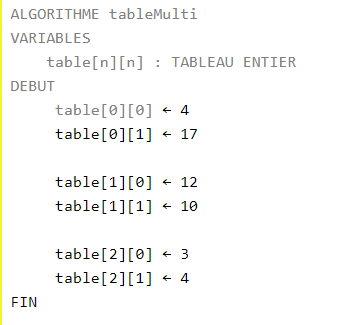 ALGORITHME tableMulti
VARIABLES
table[n][n] : TABLEAU ENTIER
DEBUT
table[0][0] ← 4
table[0][1] ← 17
table[1][0] ← 12
table[1][1] ← 10
table[2][0] ← 3
table[2][1] ← 4
FIN